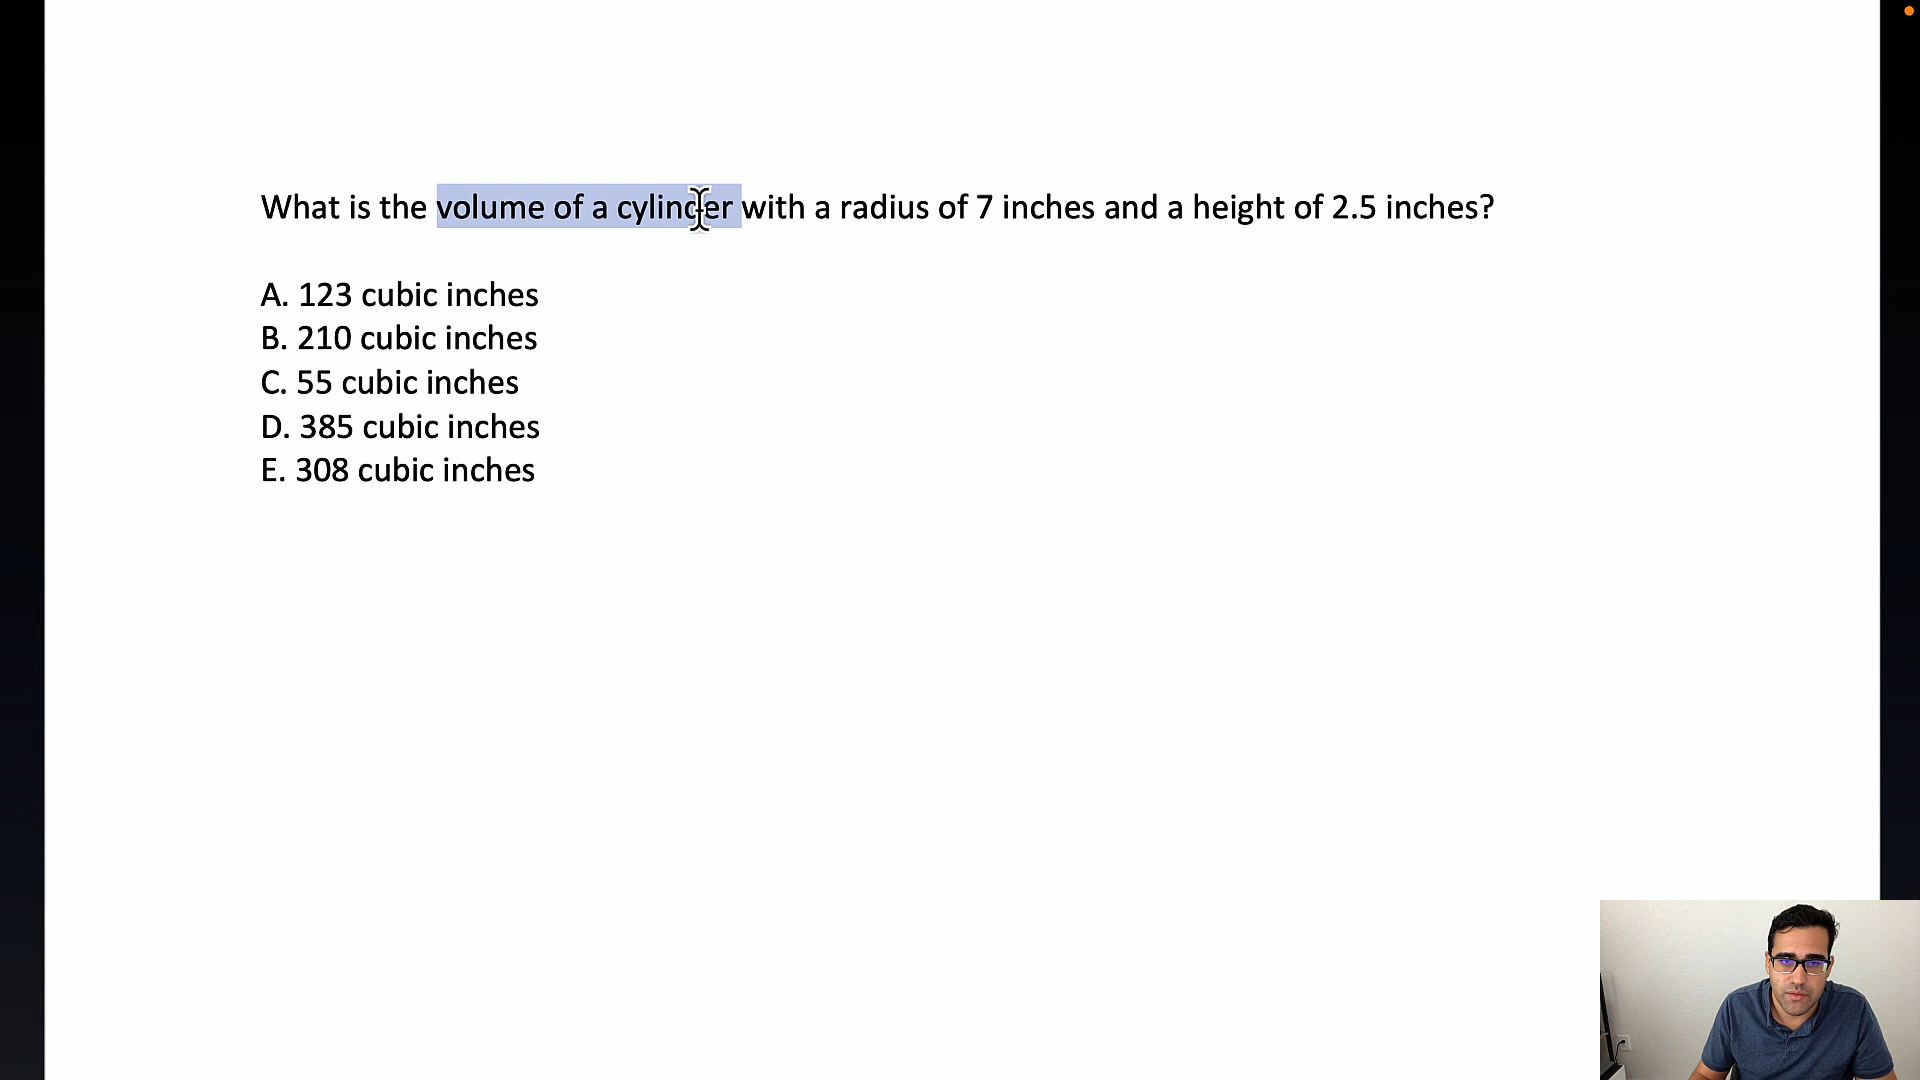 What is the volume of a cylinder with a radius of 7 inches and a height of 2.5 inches?
A. 123 cubic inches
B. 210 cubic inches
C. 55 cubic inches
D. 385 cubic inches
E. 308 cubic inches